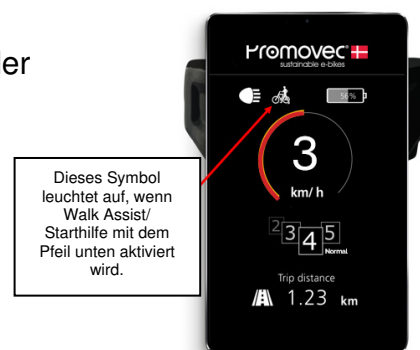 ler
Promovec
sustainable e-bikes
56%
3
km/h
2 3 4 5
Normal
Trip distance
1.23 km
Dieses Symbol
leuchtet auf, wenn
Walk Assist/
Starthilfe mit dem
Pfeil unten aktiviert
wird.